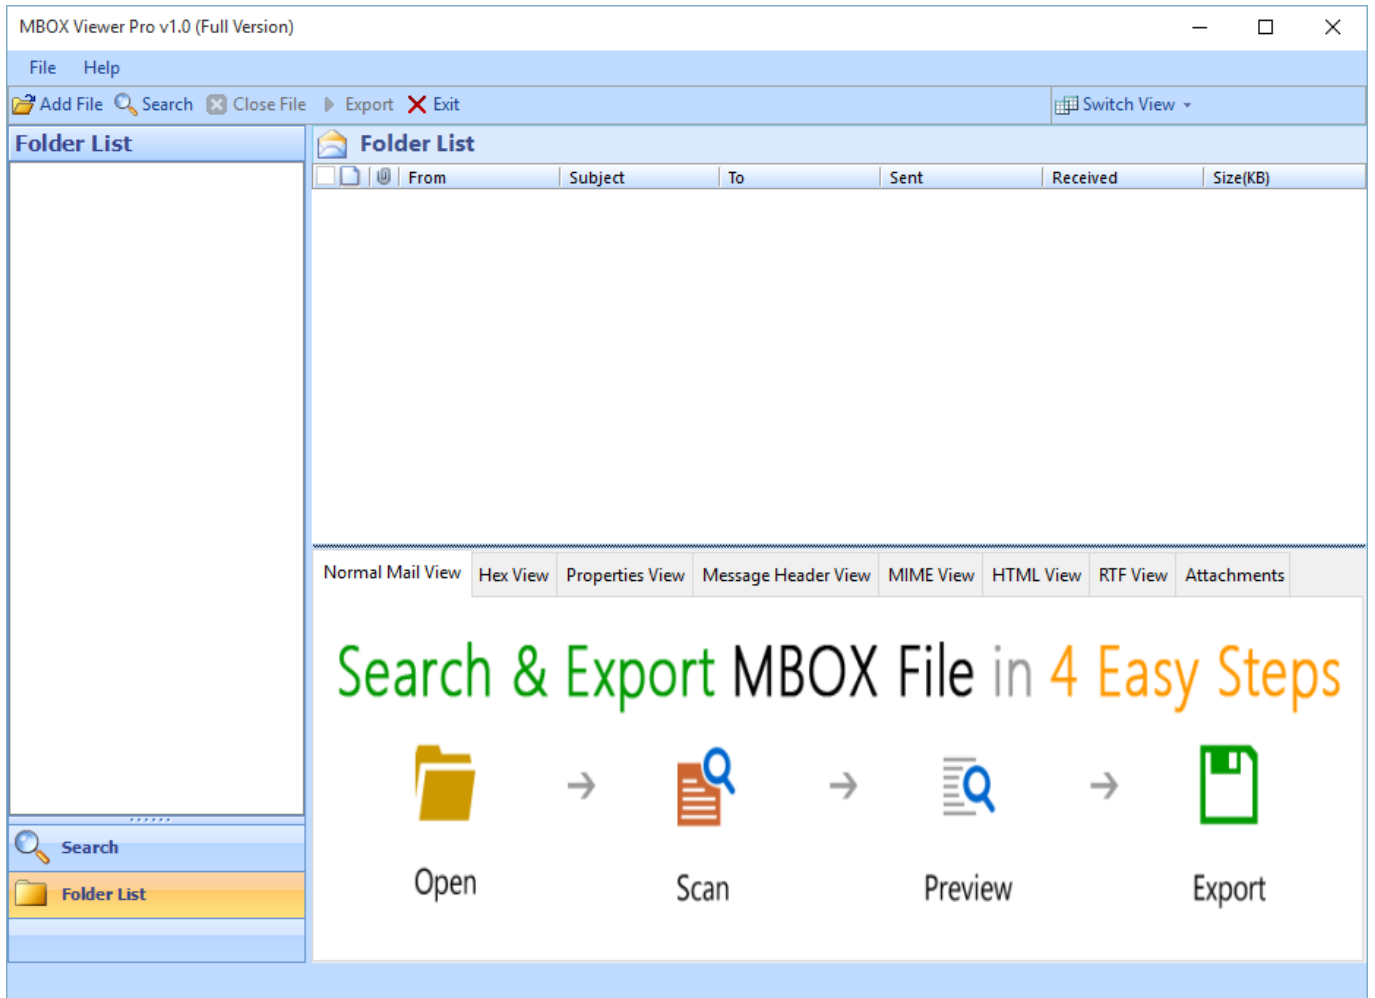 MBOX Viewer Pro v1.0 (Full Version)
File Help
Add File Search Close File Export Exit Switch View
Folder List
Folder List
From Subject To Sent Received Size(KB)
Normal Mail View Hex View Properties View Message Header View MIME View HTML View RTF View Attachments
Search & Export MBOX File in 4 Easy Steps
Open Scan Preview Export
Search
Folder List